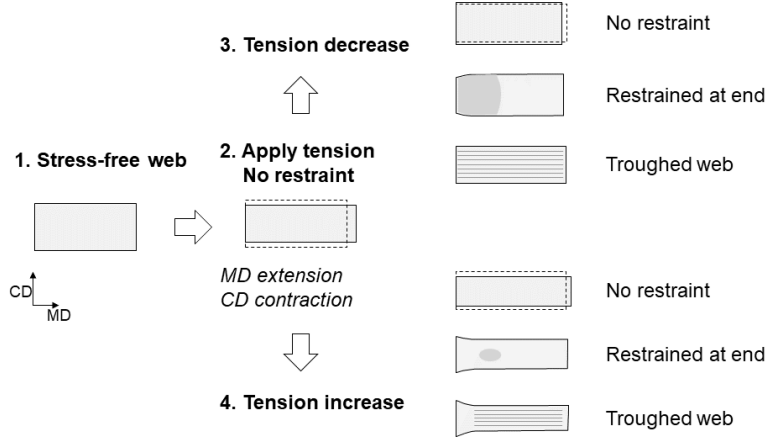 3. Tension decrease
No restraint
Restrained at end
Troughed web
1. Stress-free web
2. Apply tension
No restraint
MD extension
CD contraction
CD
MD
4. Tension increase
No restraint
Restrained at end
Troughed web